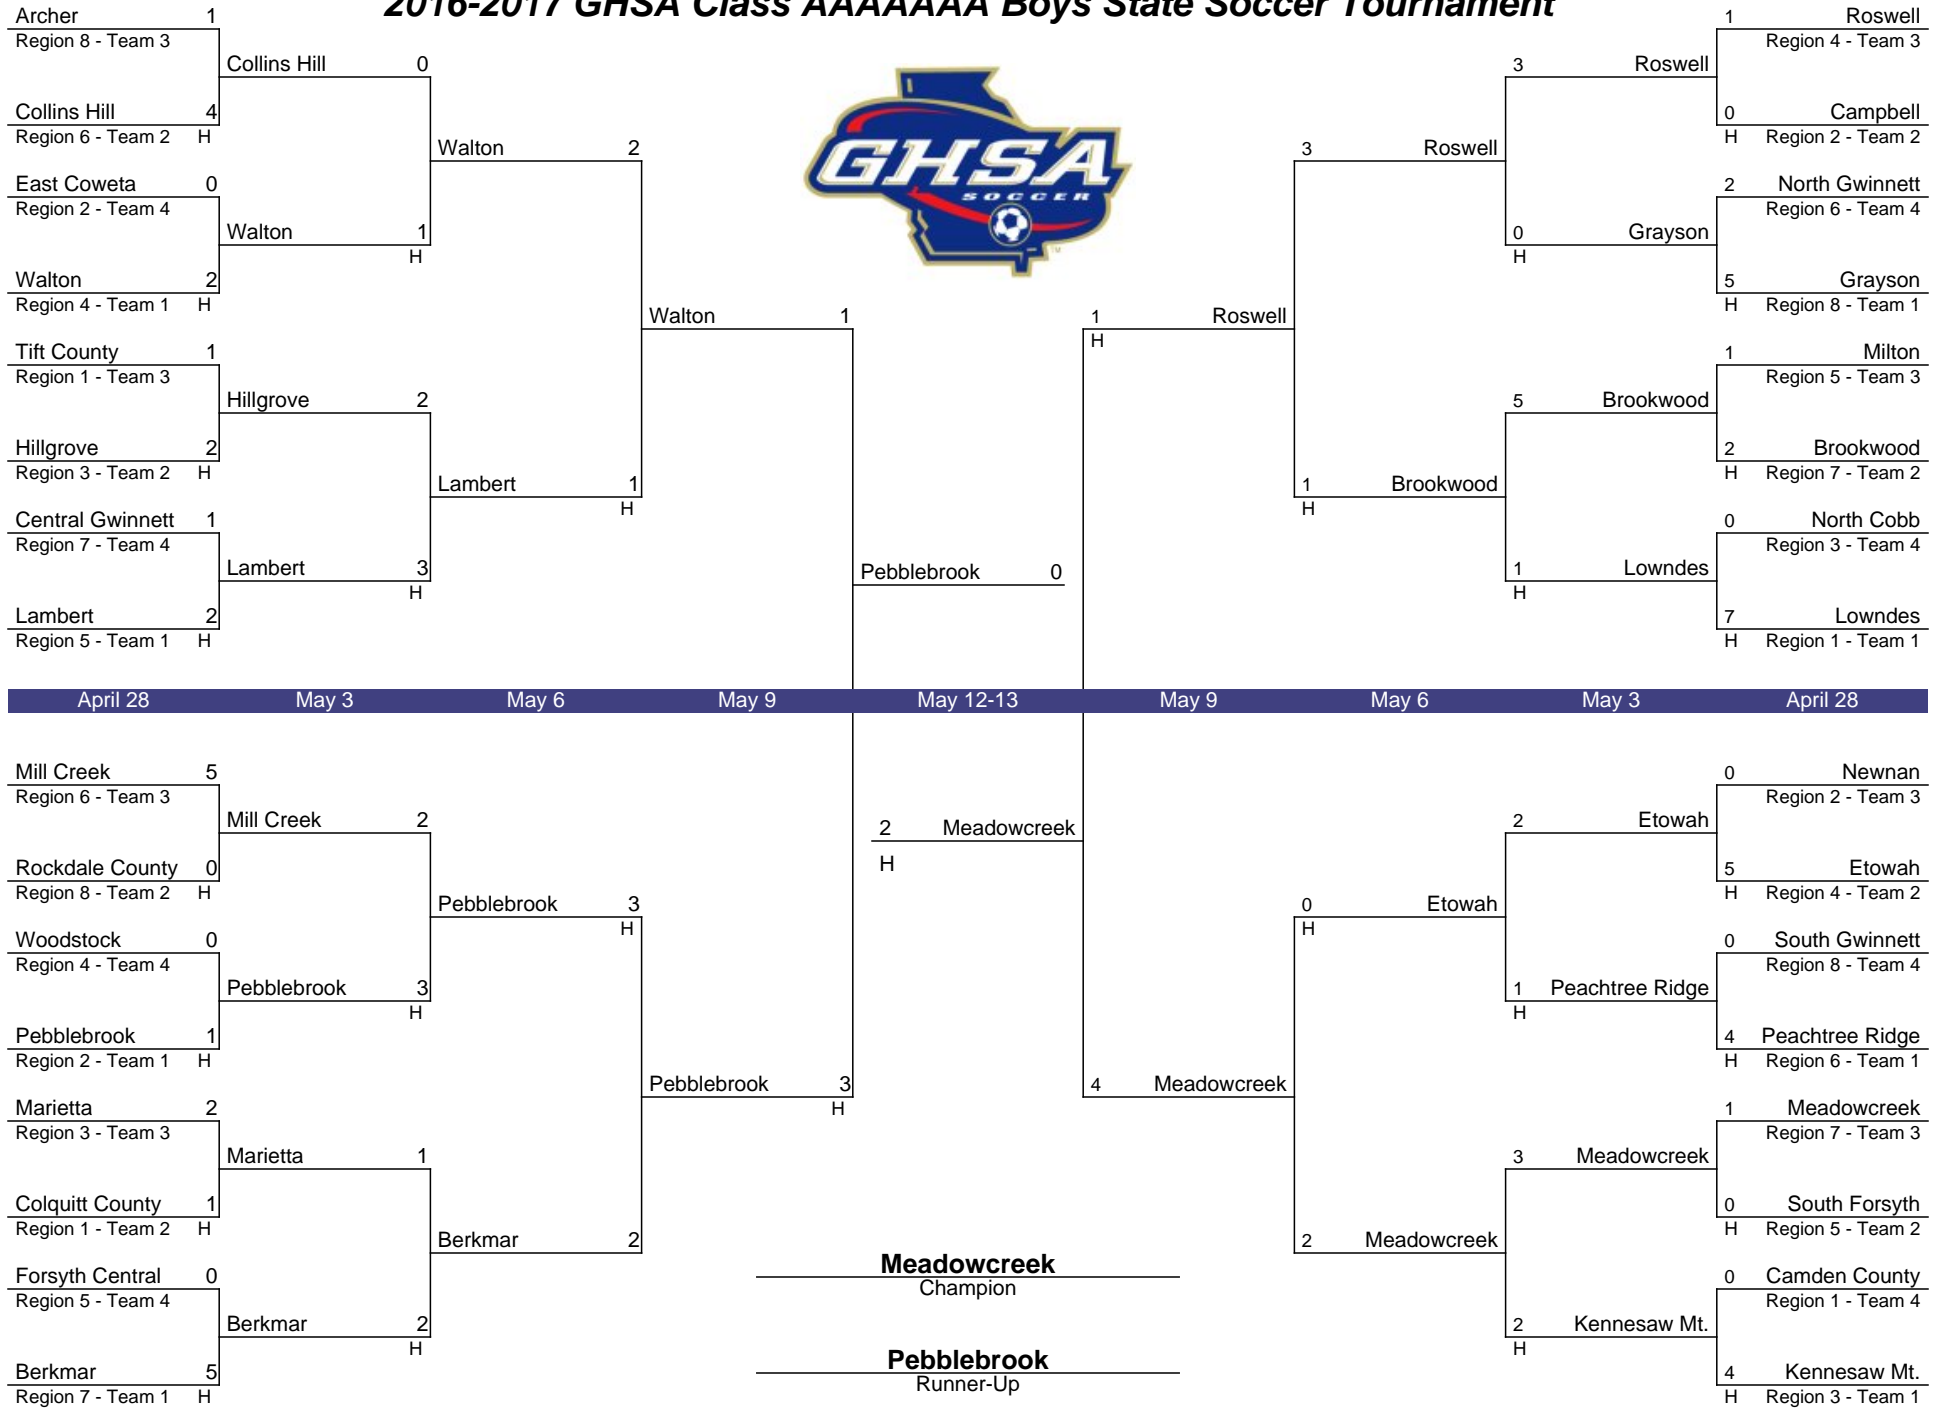 2016-2017 GHSA Class AAAAAAA Boys State Soccer Tournament
Archer 1
Region 8 - Team 3
Collins Hill 0
Collins Hill 4
Region 6 - Team 2 H
Walton 2
East Coweta 0
Region 2 - Team 4
Walton 1
H
Walton 2
Region 4 - Team 1 H
Walton 1
Tift County 1
Region 1 - Team 3
Hillgrove 2
Hillgrove 2
Region 3 - Team 2 H
Lambert 1
H
Central Gwinnett 1
Region 7 - Team 4
Lambert 3
H
Lambert 2
Region 5 - Team 1 H
Pebblebrook 0
GHSA
SOCCER
TM
1 Roswell
Region 4 - Team 3
3 Roswell
0 Campbell
H Region 2 - Team 2
3 Roswell
2 North Gwinnett
Region 6 - Team 4
0 Grayson
H
5 Grayson
H Region 8 - Team 1
1 Roswell
H
1 Milton
Region 5 - Team 3
5 Brookwood
2 Brookwood
H Region 7 - Team 2
1 Brookwood
H
0 North Cobb
Region 3 - Team 4
1 Lowndes
H
7 Lowndes
H Region 1 - Team 1
April 28 May 3 May 6 May 9 May 12-13 May 9 May 6 May 3 April 28
Mill Creek 5
Region 6 - Team 3
Mill Creek 2
Rockdale County 0
Region 8 - Team 2 H
Pebblebrook 3
H
Woodstock 0
Region 4 - Team 4
Pebblebrook 3
H
Pebblebrook 1
Region 2 - Team 1 H
Pebblebrook 3
H
Marietta 2
Region 3 - Team 3
Marietta 1
Colquitt County 1
Region 1 - Team 2 H
Berkmar 2
Forsyth Central 0
Region 5 - Team 4
Berkmar 2
H
Berkmar 5
Region 7 - Team 1 H
2 Meadowcreek
H
0 Newnan
Region 2 - Team 3
2 Etowah
5 Etowah
H Region 4 - Team 2
0 Etowah
H
0 South Gwinnett
Region 8 - Team 4
1 Peachtree Ridge
H
4 Peachtree Ridge
H Region 6 - Team 1
4 Meadowcreek
1 Meadowcreek
Region 7 - Team 3
3 Meadowcreek
0 South Forsyth
H Region 5 - Team 2
2 Meadowcreek
0 Camden County
Region 1 - Team 4
2 Kennesaw Mt.
H
4 Kennesaw Mt.
H Region 3 - Team 1
Meadowcreek
Champion
Pebblebrook
Runner-Up